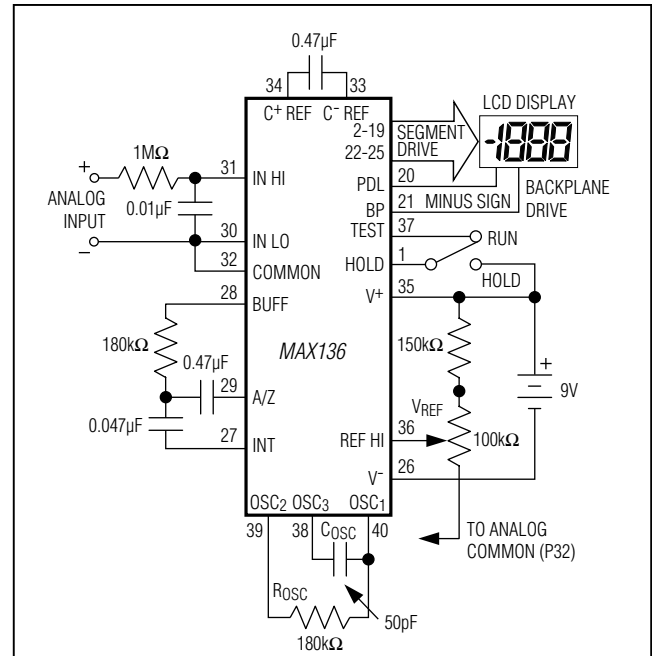 0.47µF
34
33
C+ REF
C- REF
LCD DISPLAY
2-19
SEGMENT
22-25
DRIVE
-1888
1MΩ
+
31
IN HI
PDL
20
ANALOG
INPUT
0.01µF
BP
21
MINUS SIGN
BACKPLANE
DRIVE
–
30
IN LO
TEST
37
RUN
32
COMMON
HOLD
1
HOLD
28
BUFF
V+
35
180kΩ
MAX136
150kΩ
+
–
9V
0.47µF
29
A/Z
VREF
0.047µF
36
REF HI
100kΩ
27
INT
V-
26
OSC2
OSC3
OSC1
39
38
COSC
40
TO ANALOG
COMMON (P32)
ROSC
50pF
180kΩ